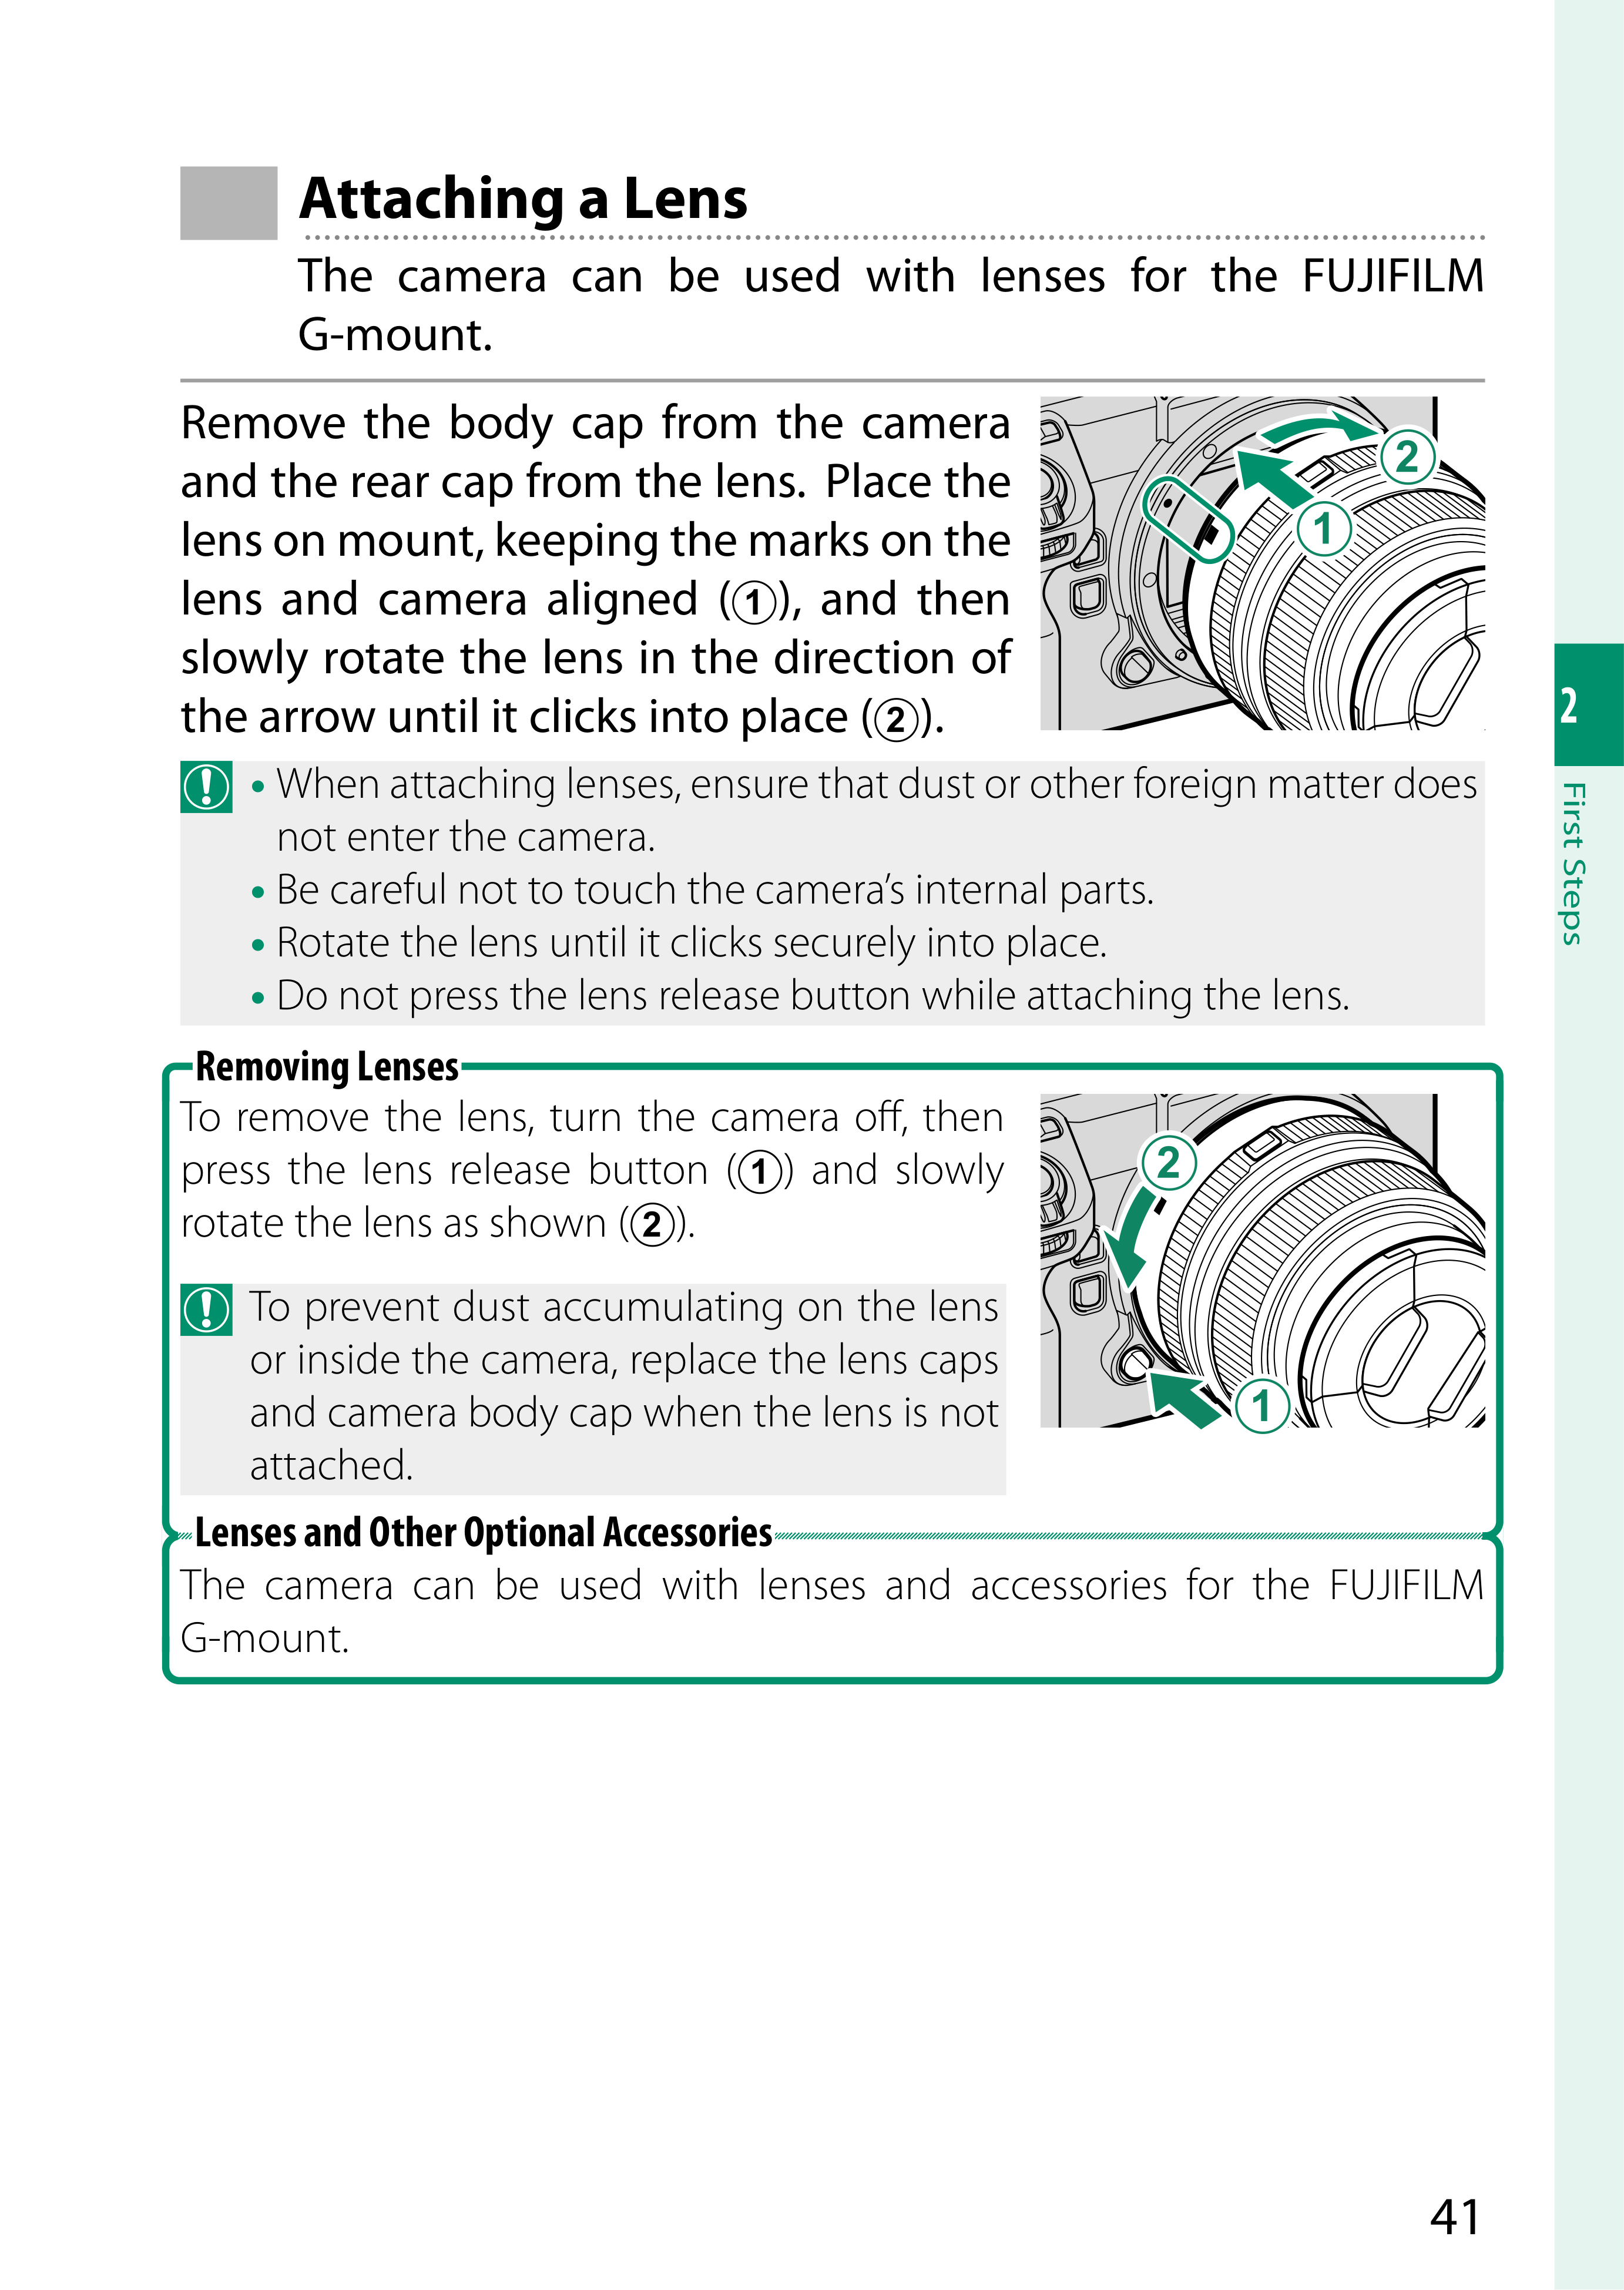 Attaching a Lens
The camera can be used with lenses for the FUJIFILM
G-mount.
Remove the body cap from the camera
and the rear cap from the lens. Place the
lens on mount, keeping the marks on the
lens and camera aligned (①), and then
slowly rotate the lens in the direction of
the arrow until it clicks into place (②).
②
①
• When attaching lenses, ensure that dust or other foreign matter does
not enter the camera.
• Be careful not to touch the camera’s internal parts.
• Rotate the lens until it clicks securely into place.
• Do not press the lens release button while attaching the lens.
Removing Lenses
To remove the lens, turn the camera off, then
press the lens release button (①) and slowly
rotate the lens as shown (②).
②
①
To prevent dust accumulating on the lens
or inside the camera, replace the lens caps
and camera body cap when the lens is not
attached.
Lenses and Other Optional Accessories
The camera can be used with lenses and accessories for the FUJIFILM
G-mount.
2
First Steps
41